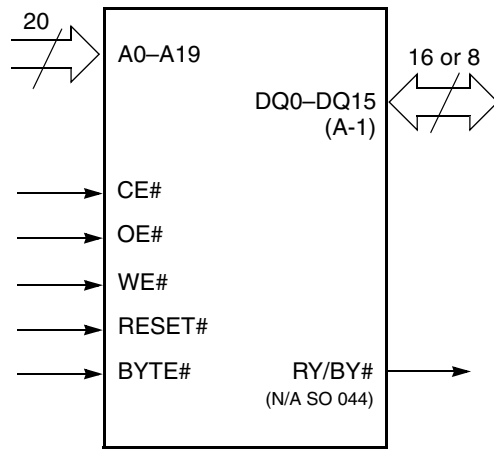 20
A0–A19
16 or 8
DQ0–DQ15
(A-1)
CE#
OE#
WE#
RESET#
BYTE#
RY/BY#
(N/A SO 044)